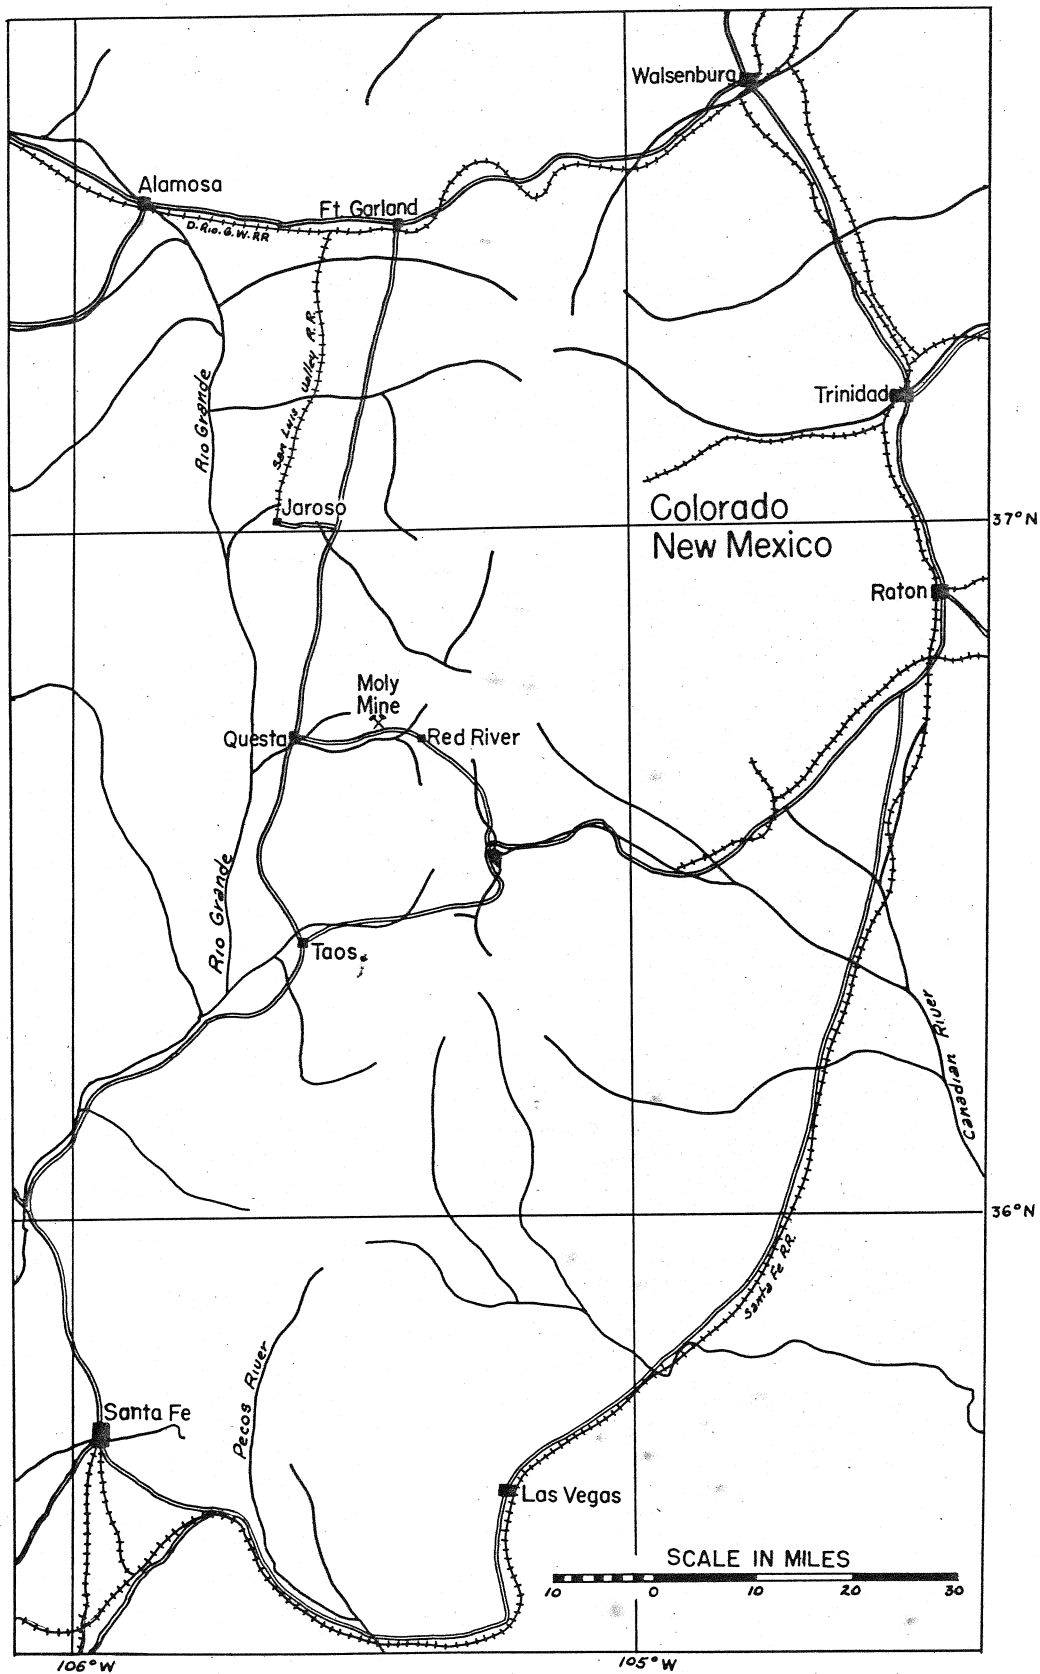 Walsenburg
Alamosa
Ft. Garland
D. Rio. G. W. RR
San Luis Valley R.R.
Rio Grande
Trinidad
Jaroso
Colorado
New Mexico
37°N
Raton
Moly
Mine
Questa
Red River
Rio Grande
Taos
Canadian River
36°N
Santa Fe R.R.
Pecos River
Santa Fe
Las Vegas
SCALE IN MILES
10 0 10 20 30
106°W
105°W